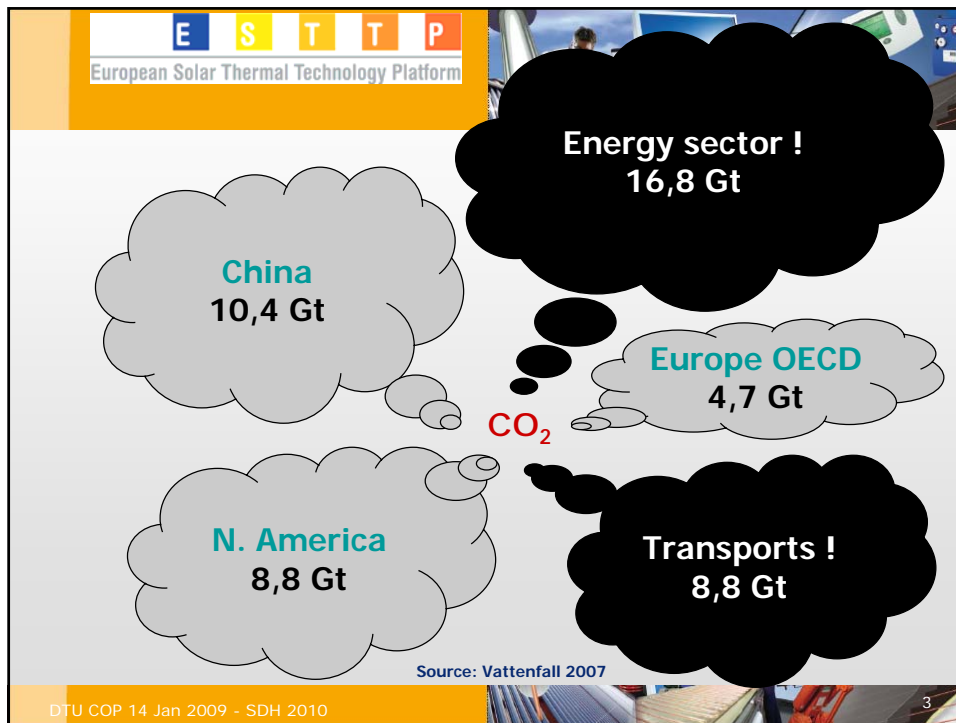 E S T T P
European Solar Thermal Technology Platform
Energy sector !
16,8 Gt
China
10,4 Gt
Europe OECD
4,7 Gt
CO₂
N. America
8,8 Gt
Transports !
8,8 Gt
Source: Vattenfall 2007
DTU COP 14 Jan 2009 - SDH 2010
3